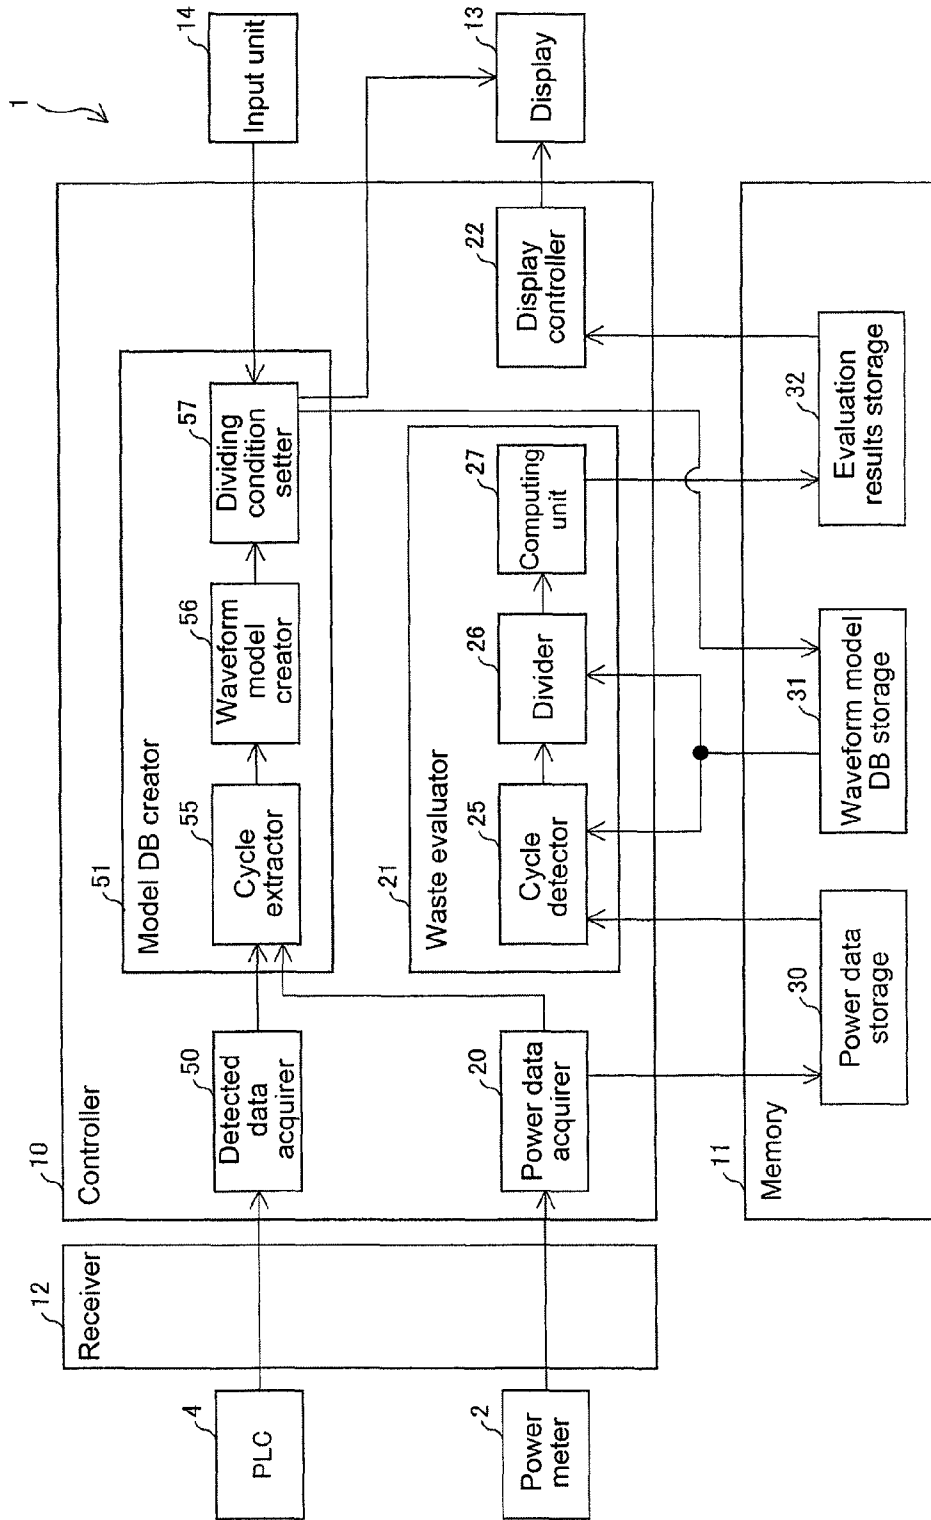 1
4
PLC
2
Power
meter
12
Receiver
10
Controller
50
Detected
data
acquirer
20
Power data
acquirer
51
Model DB creator
55
Cycle
extractor
56
Waveform
model
creator
57
Dividing
condition
setter
21
Waste evaluator
25
Cycle
detector
26
Divider
27
Computing
unit
22
Display
controller
14
Input unit
13
Display
11
Memory
30
Power data
storage
31
Waveform model
DB storage
32
Evaluation
results storage